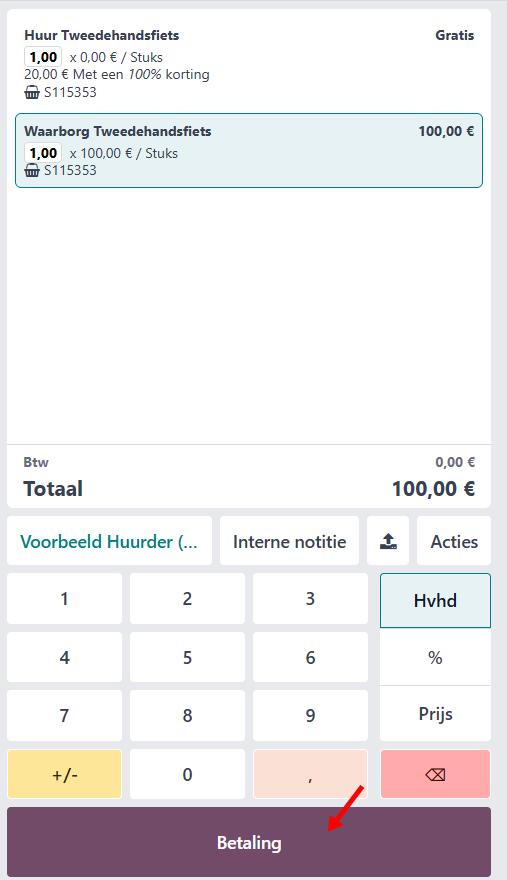 Huur Tweedehandsfiets Gratis
1,00 x 0,00 € / Stuks
20,00 € Met een 100% korting
S115353
Waarborg Tweedehandsfiets 100,00 €
1,00 x 100,00 € / Stuks
S115353
Btw 0,00 €
Totaal 100,00 €
Voorbeeld Huurder (... Interne notitie Acties
1 2 3 Hvhd
4 5 6 %
7 8 9 Prijs
+/- 0 ,
Betaling